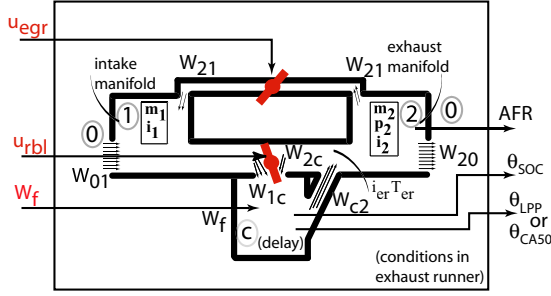 u_egr
intake manifold
W_21
W_21
exhaust manifold
m_1
i_1
1
0
m_2
p_2
i_2
2
0
AFR
u_rbl
W_01
W_1c
W_2c
W_20
i_er T_er
W_c2
θ_SOC
W_f
W_f
c
(delay)
θ_LPP
or
θ_CA50
(conditions in
exhaust runner)